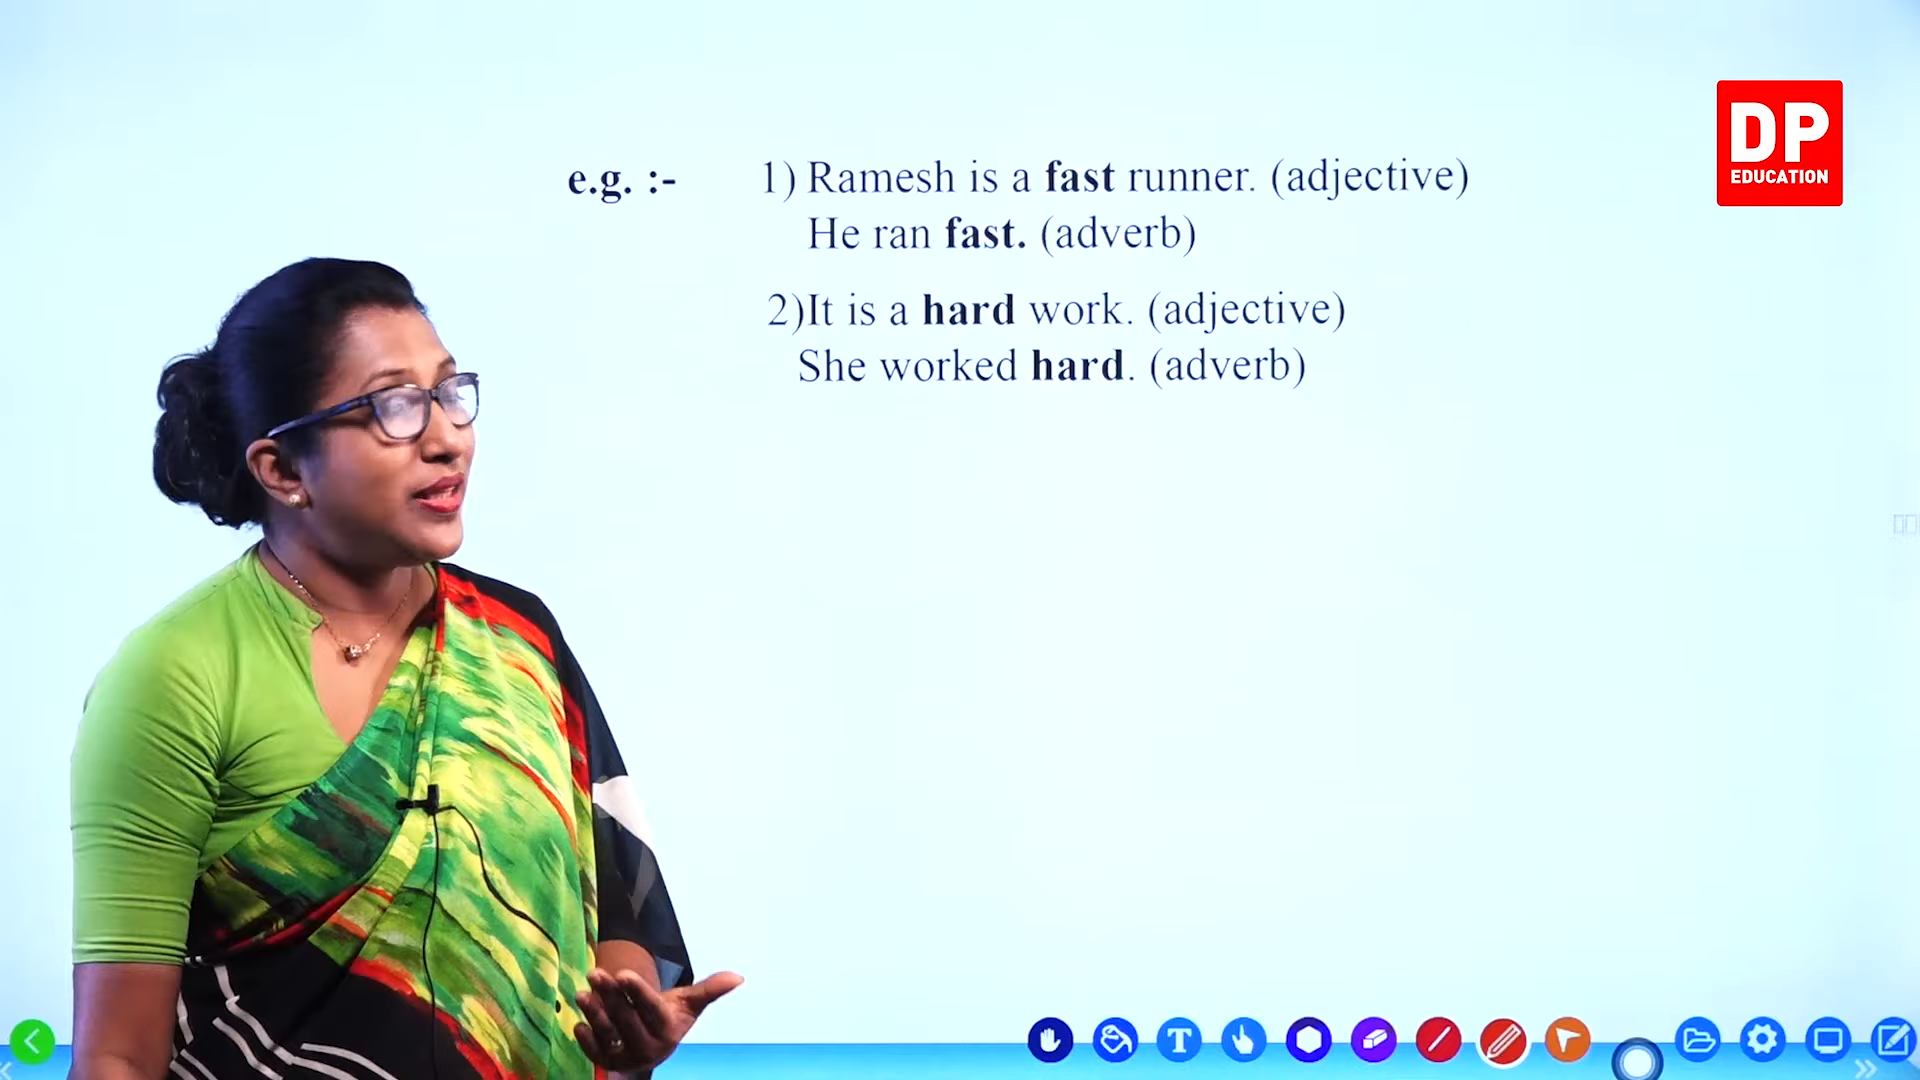 DP
EDUCATION
e.g. :- 1) Ramesh is a fast runner. (adjective)
He ran fast. (adverb)
2)It is a hard work. (adjective)
She worked hard. (adverb)
T